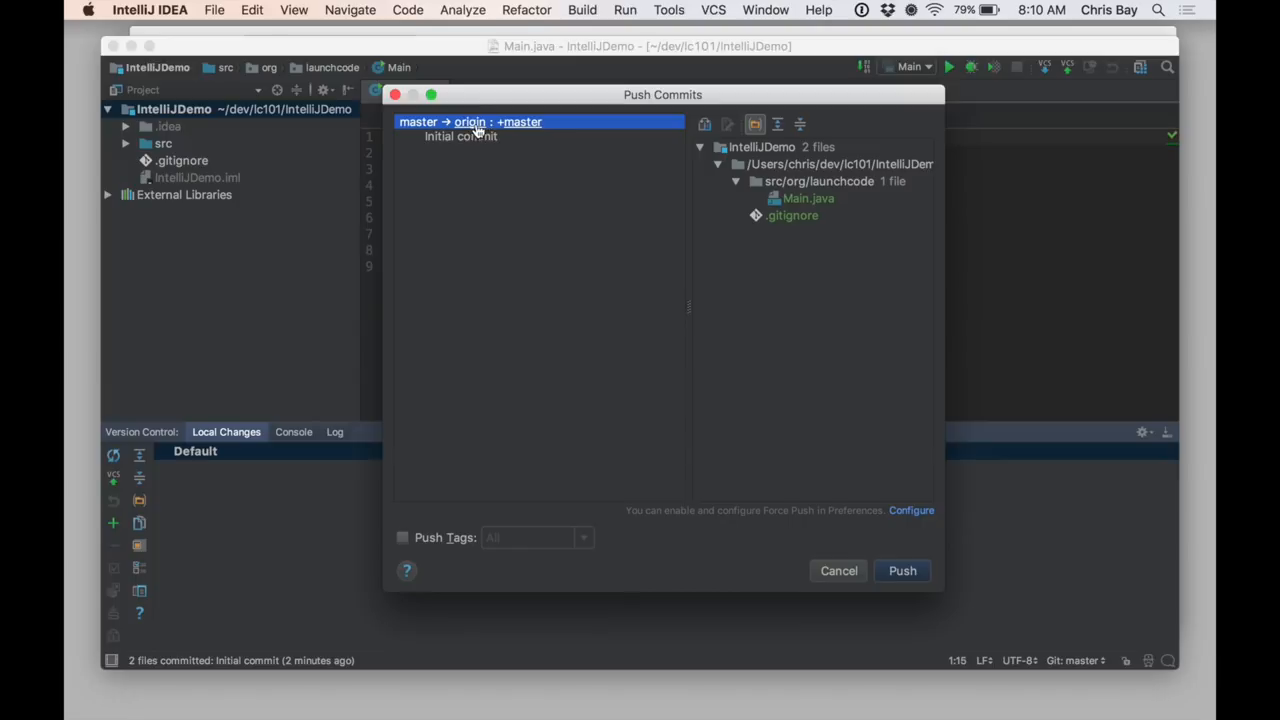 IntelliJ IDEA File Edit View Navigate Code Analyze Refactor Build Run Tools VCS Window Help 79% 8:10 AM Chris Bay
Main.java - IntelliJDemo - [~/dev/lc101/IntelliJDemo]
IntelliJDemo src org launchcode Main Main
Project
Push Commits
IntelliJDemo ~/dev/lc101/IntelliJDemo
.idea
src
.gitignore
IntelliJDemo.iml
External Libraries
1
2
3
4
5
6
7
8
9
master → origin : +master
Initial commit
IntelliJDemo 2 files
/Users/chris/dev/lc101/IntelliJDem
src/org/launchcode 1 file
Main.java
.gitignore
You can enable and configure Force Push in Preferences. Configure
Push Tags: All
? Cancel Push
Version Control: Local Changes Console Log
Default
VCS
?
2 files committed: Initial commit (2 minutes ago) 1:15 LF UTF-8 Git: master